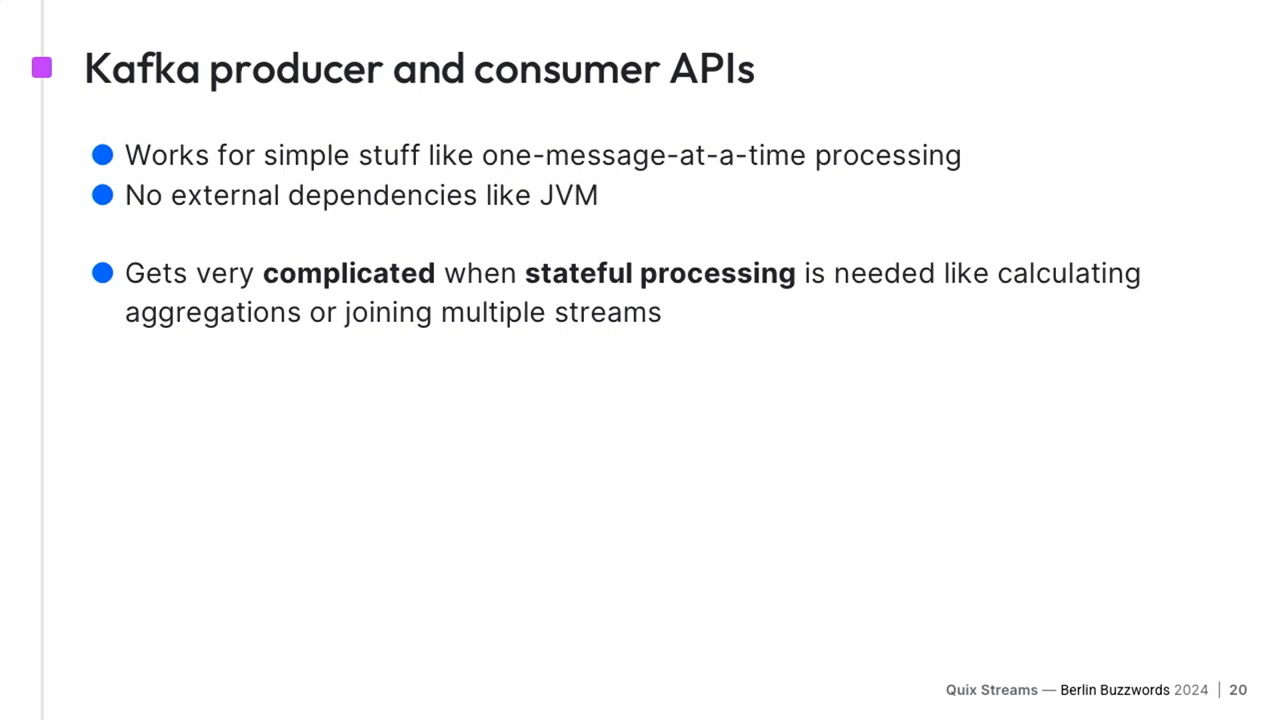 Kafka producer and consumer APIs
Works for simple stuff like one-message-at-a-time processing
No external dependencies like JVM
Gets very complicated when stateful processing is needed like calculating
aggregations or joining multiple streams
Quix Streams — Berlin Buzzwords 2024 | 20